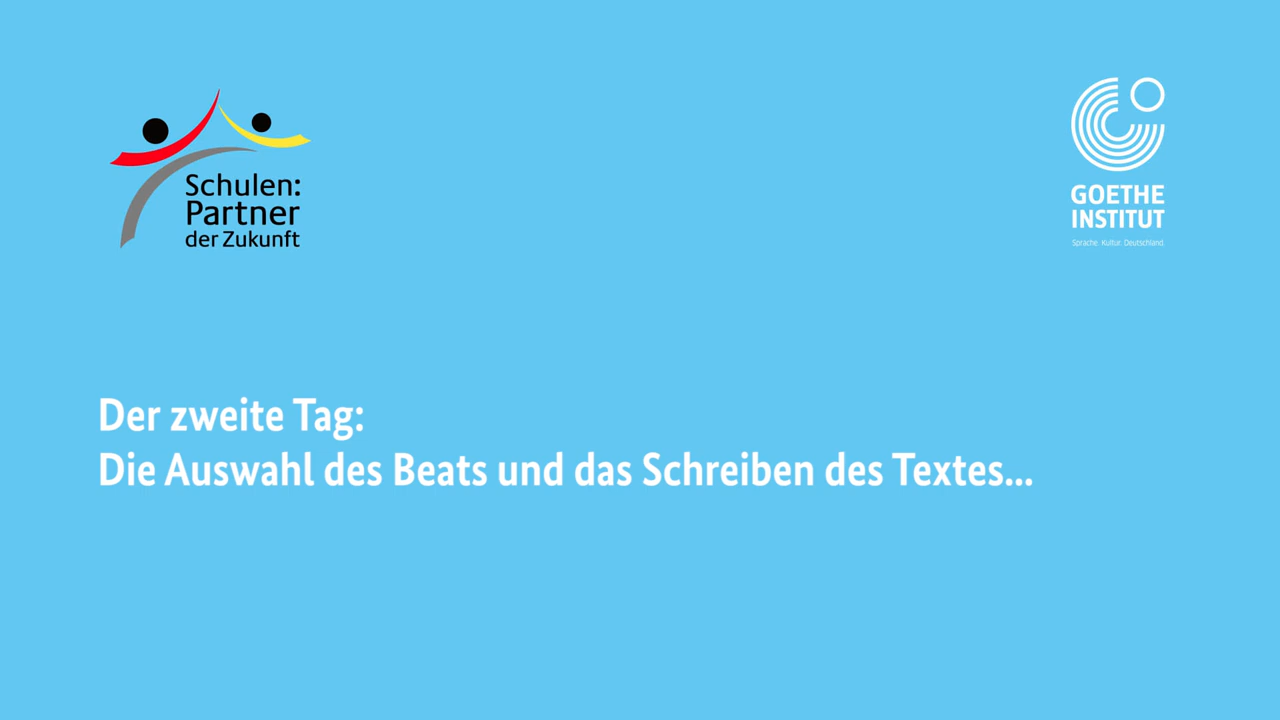 Schulen:
Partner
der Zukunft
GOETHE
INSTITUT
Sprache. Kultur. Deutschland.
Der zweite Tag:
Die Auswahl des Beats und das Schreiben des Textes...